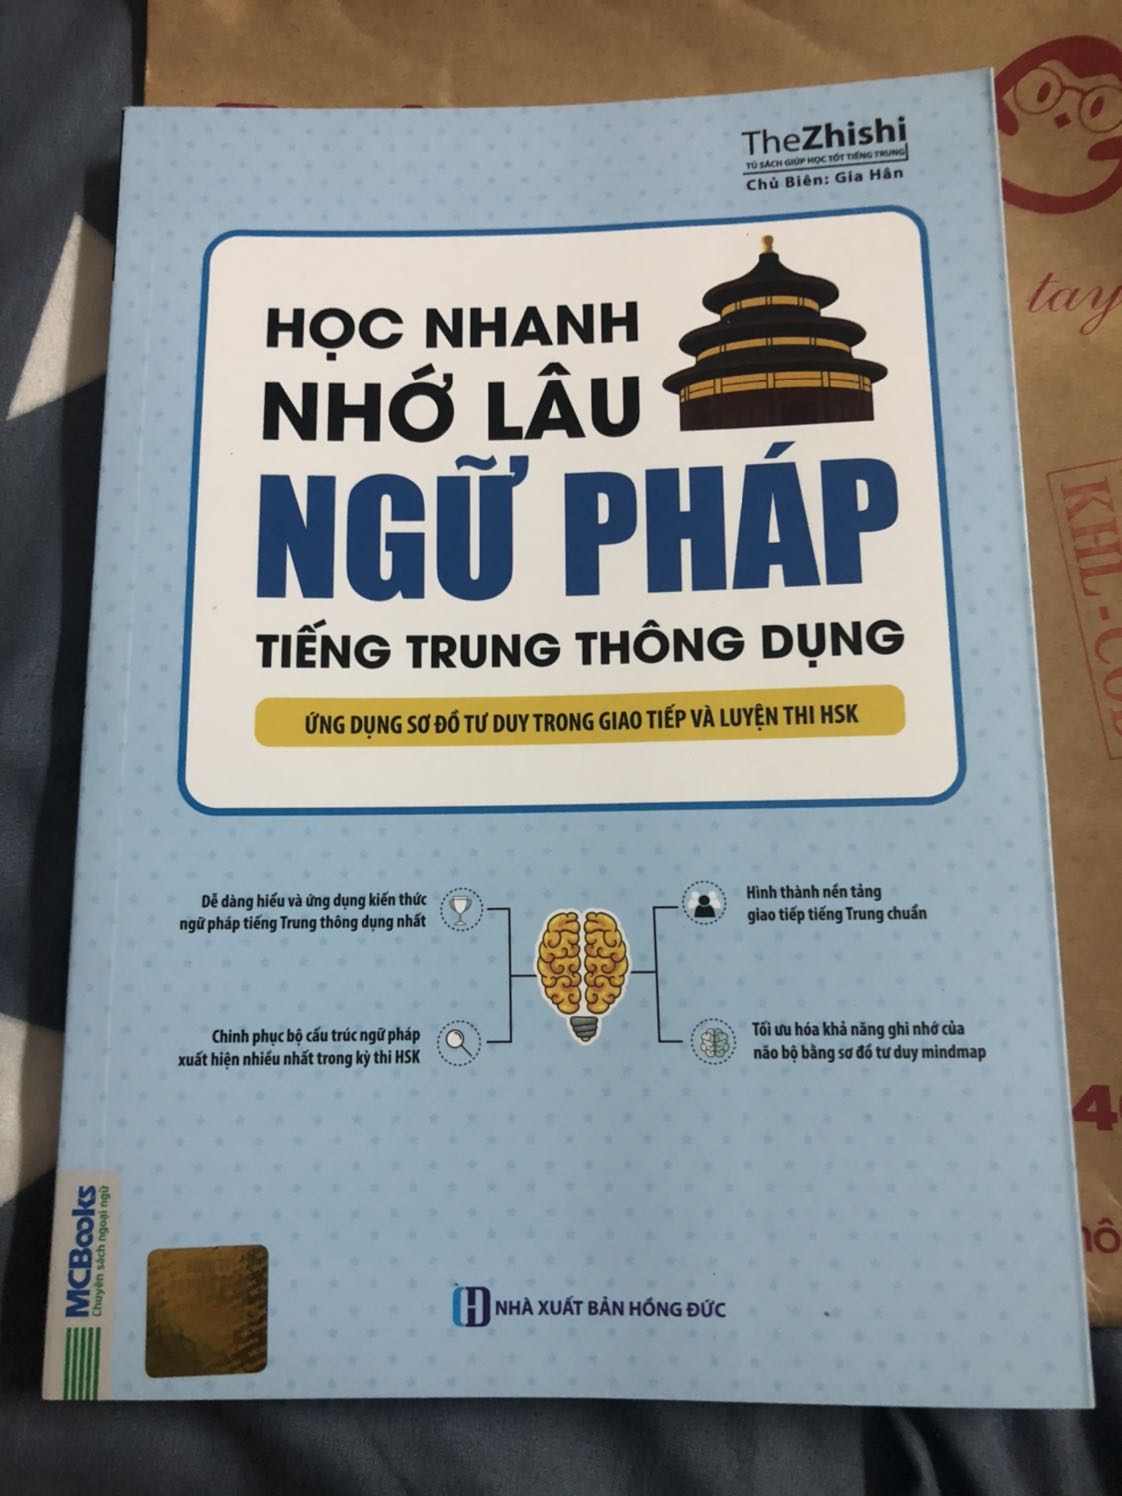 TheZhishi
TỦ SÁCH GIÚP HỌC TỐT TIẾNG TRUNG
Chủ Biên: Gia Hân
HỌC NHANH
NHỚ LÂU
NGỮ PHÁP
TIẾNG TRUNG THÔNG DỤNG
ỨNG DỤNG SƠ ĐỒ TƯ DUY TRONG GIAO TIẾP VÀ LUYỆN THI HSK
Dễ dàng hiểu và ứng dụng kiến thức
ngữ pháp tiếng Trung thông dụng nhất
Hình thành nền tảng
giao tiếp tiếng Trung chuẩn
Chinh phục bộ cấu trúc ngữ pháp
xuất hiện nhiều nhất trong kỳ thi HSK
Tối ưu hóa khả năng ghi nhớ của
não bộ bằng sơ đồ tư duy mindmap
MCBooks
Chuyên sách ngoại ngữ
NHÀ XUẤT BẢN HỒNG ĐỨC
tay
KHL-COD
4